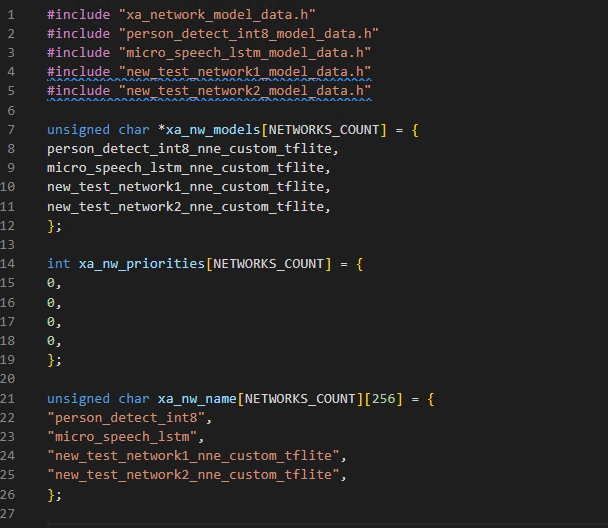 1 #include "xa_network_model_data.h"
2 #include "person_detect_int8_model_data.h"
3 #include "micro_speech_lstm_model_data.h"
4 #include "new_test_network1_model_data.h"
5 #include "new_test_network2_model_data.h"
6
7 unsigned char *xa_nw_models[NETWORKS_COUNT] = {
8 person_detect_int8_nne_custom_tflite,
9 micro_speech_lstm_nne_custom_tflite,
10 new_test_network1_nne_custom_tflite,
11 new_test_network2_nne_custom_tflite,
12 };
13
14 int xa_nw_priorities[NETWORKS_COUNT] = {
15 0,
16 0,
17 0,
18 0,
19 };
20
21 unsigned char xa_nw_name[NETWORKS_COUNT][256] = {
22 "person_detect_int8",
23 "micro_speech_lstm",
24 "new_test_network1_nne_custom_tflite",
25 "new_test_network2_nne_custom_tflite",
26 };
27